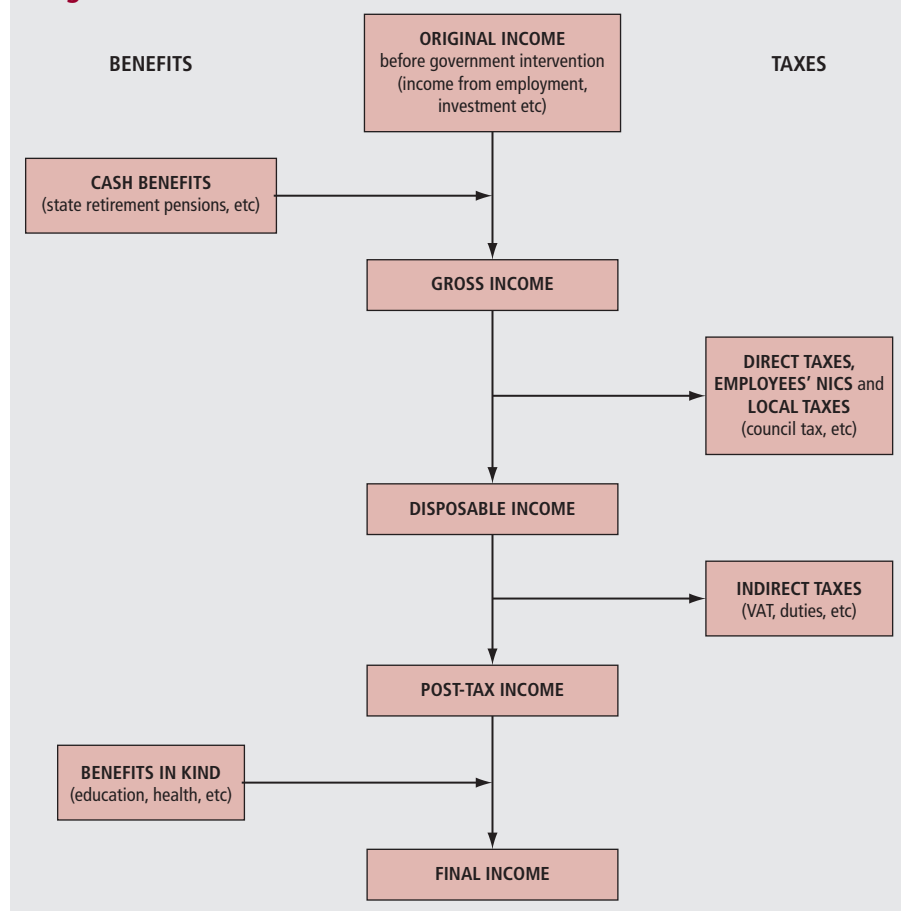 BENEFITS
TAXES
ORIGINAL INCOME
before government intervention
(income from employment,
investment etc)
CASH BENEFITS
(state retirement pensions, etc)
GROSS INCOME
DIRECT TAXES,
EMPLOYEES’ NICS and
LOCAL TAXES
(council tax, etc)
DISPOSABLE INCOME
INDIRECT TAXES
(VAT, duties, etc)
POST-TAX INCOME
BENEFITS IN KIND
(education, health, etc)
FINAL INCOME